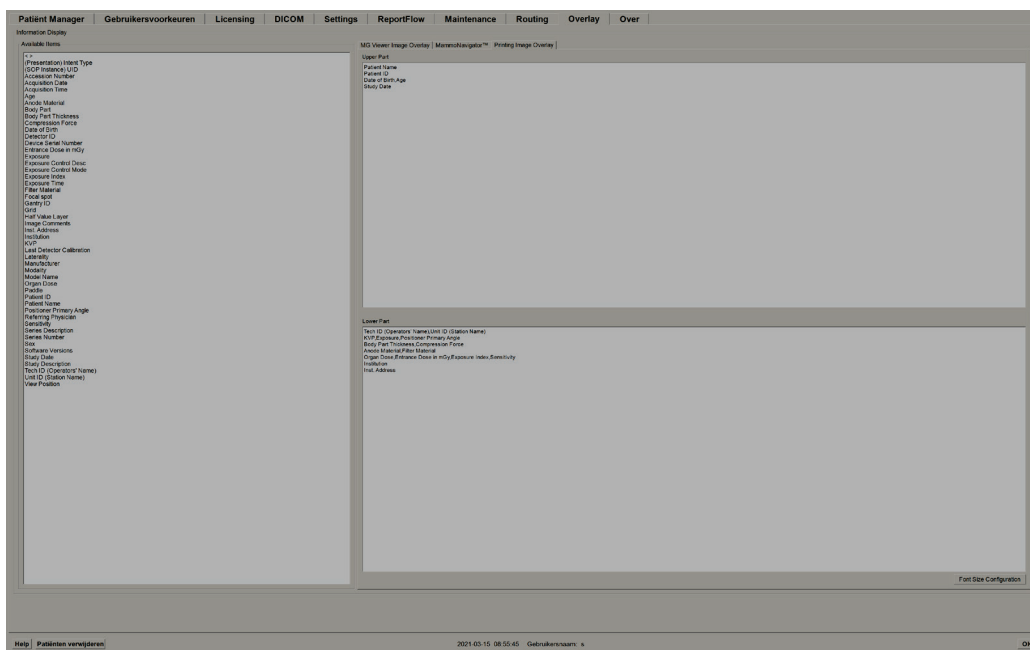 Patiënt Manager Gebruikersvoorkeuren Licensing DICOM Settings ReportFlow Maintenance Routing Overlay Over
Information Display
Available Items
< >
(Presentation) Intent Type
(SOP Instance) UID
Accession Number
Acquisition Date
Acquisition Time
Age
Anode Material
Body Part
Body Part Thickness
Compression Force
Date of Birth
Detector ID
Device Serial Number
Entrance Dose in mGy
Exposure
Exposure Control Desc
Exposure Control Mode
Exposure Index
Exposure Time
Filter Material
Focal spot
Gantry ID
Grid
Half Value Layer
Image Comments
Inst. Address
Institution
KVP
Last Detector Calibration
Laterality
Manufacturer
Modality
Model Name
Organ Dose
Paddle
Patient ID
Patient Name
Positioner Primary Angle
Referring Physician
Sensitivity
Series Description
Series Number
Sex
Software Versions
Study Date
Study Description
Tech ID (Operators' Name)
Unit ID (Station Name)
View Position
MG Viewer Image Overlay MammoNavigator™ Printing Image Overlay
Upper Part
Patient Name
Patient ID
Date of Birth,Age
Study Date
Lower Part
Tech ID (Operators' Name),Unit ID (Station Name)
KVP,Exposure,Positioner Primary Angle
Body Part Thickness,Compression Force
Anode Material,Filter Material
Organ Dose,Entrance Dose in mGy,Exposure Index,Sensitivity
Institution
Inst. Address
Font Size Configuration
Help Patiënten verwijderen 2021-03-15 08:55:45 Gebruikersnaam: s OK